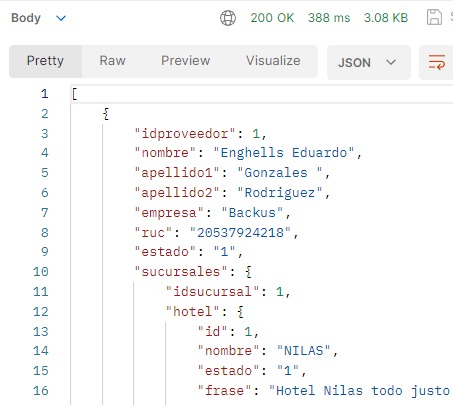 Body 200 OK 388 ms 3.08 KB
Pretty Raw Preview Visualize JSON
1 [
2 {
3 "idproveedor": 1,
4 "nombre": "Enghells Eduardo",
5 "apellido1": "Gonzales ",
6 "apellido2": "Rodriguez",
7 "empresa": "Backus",
8 "ruc": "20537924218",
9 "estado": "1",
10 "sucursales": {
11 "idsucursal": 1,
12 "hotel": {
13 "id": 1,
14 "nombre": "NILAS",
15 "estado": "1",
16 "frase": "Hotel Nilas todo justo